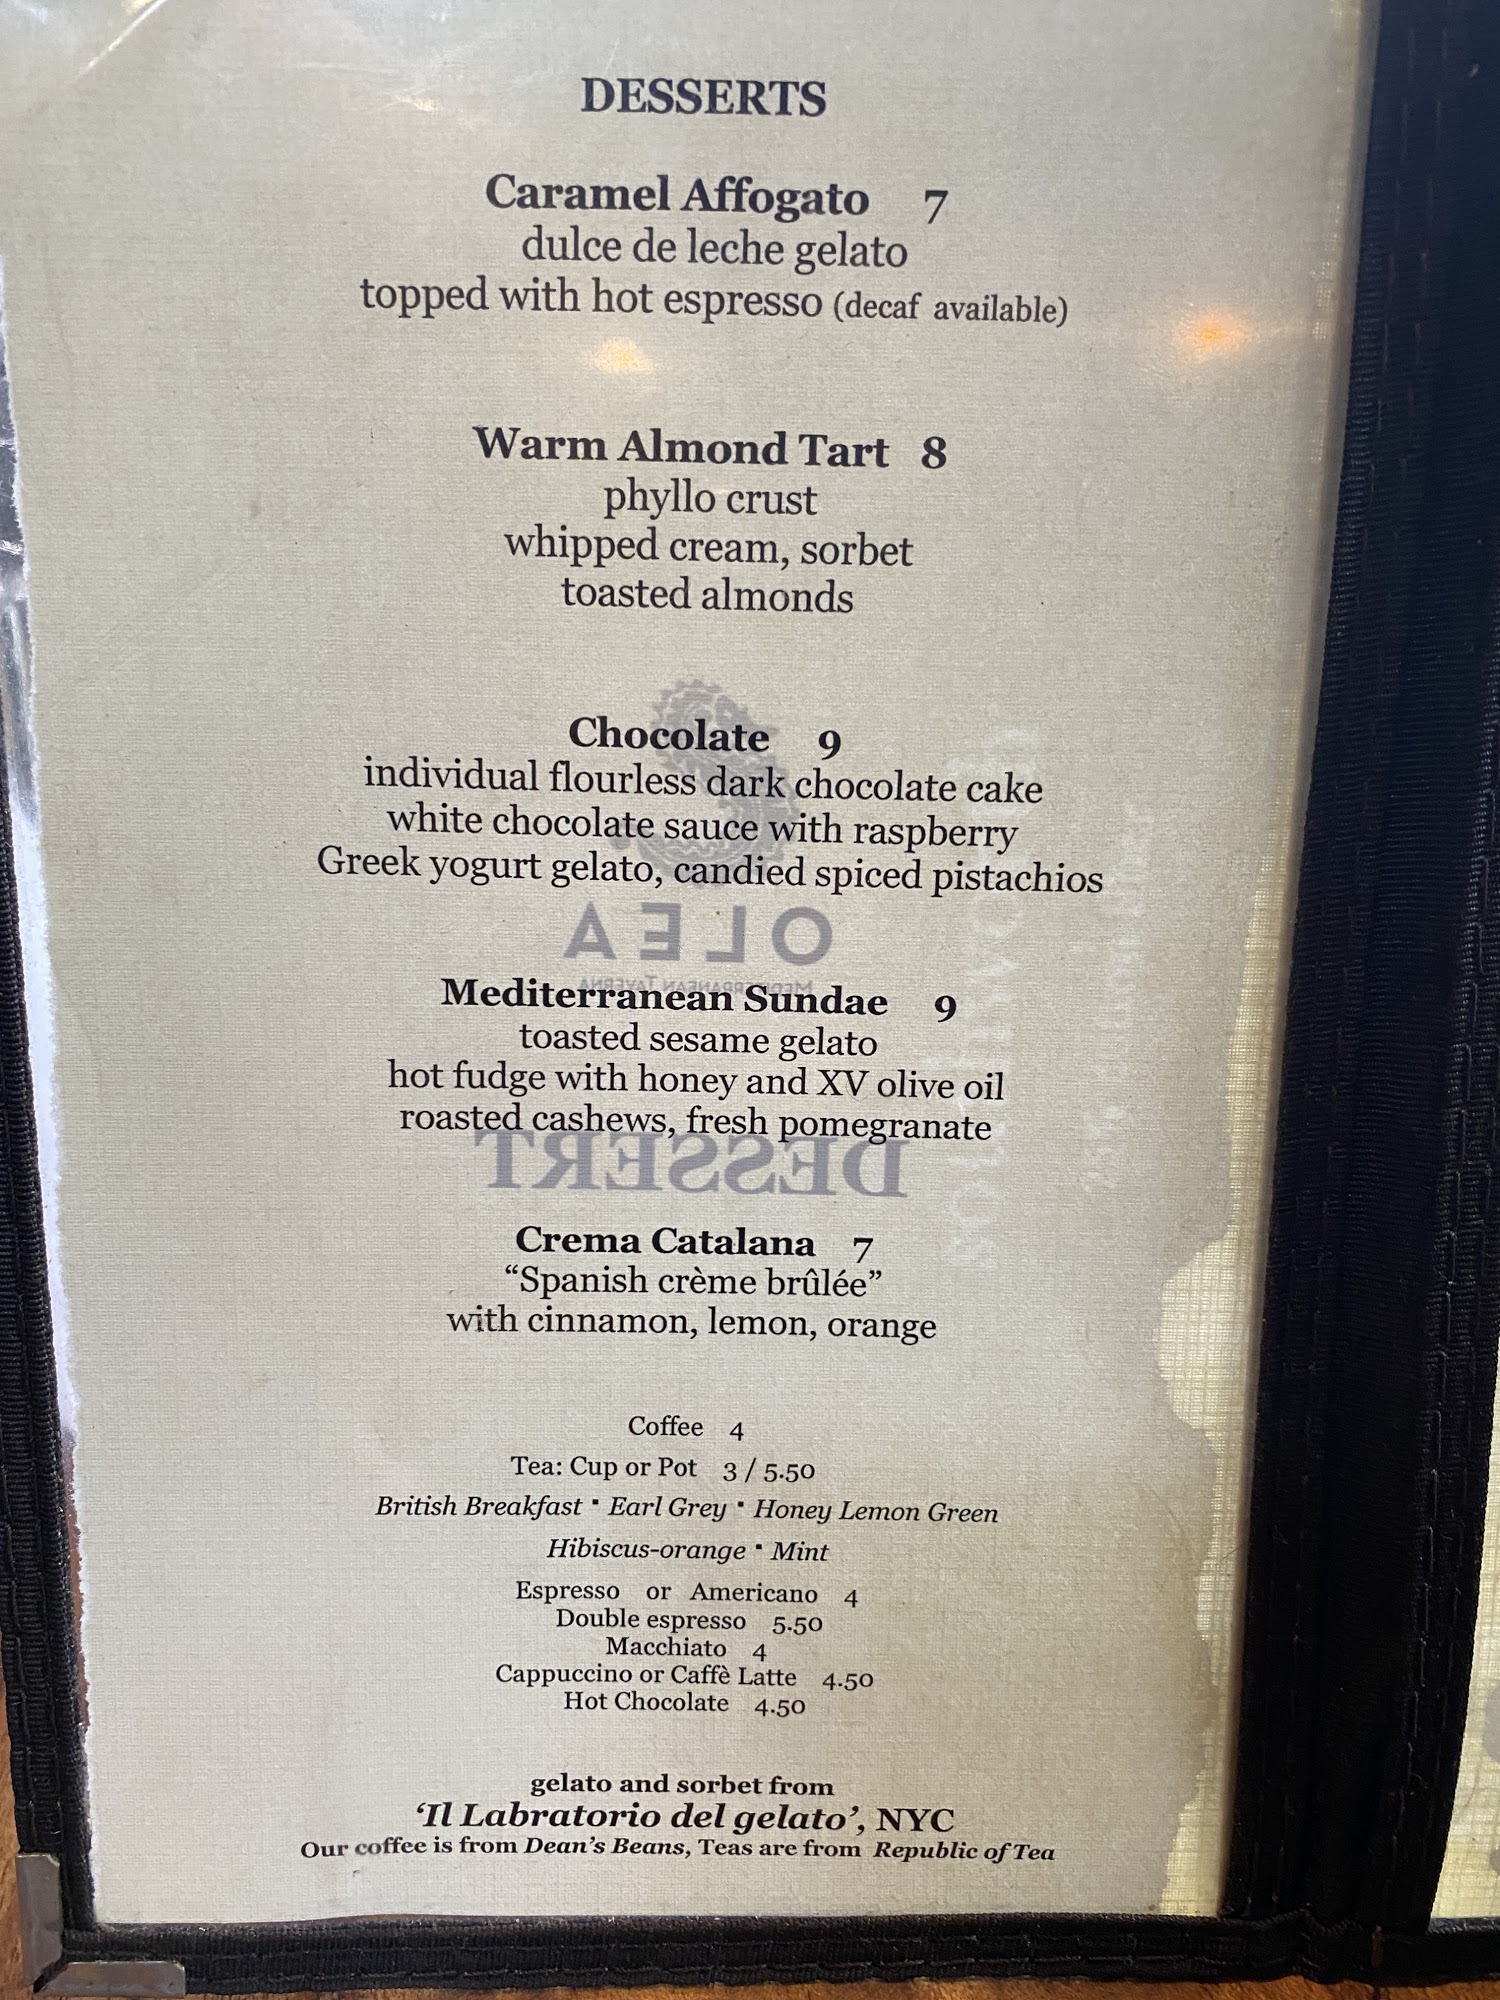 DESSERTS
Caramel Affogato 7
dulce de leche gelato
topped with hot espresso (decaf available)
Warm Almond Tart 8
phyllo crust
whipped cream, sorbet
toasted almonds
Chocolate 9
individual flourless dark chocolate cake
white chocolate sauce with raspberry
Greek yogurt gelato, candied spiced pistachios
OLEA
MEDITERRANEAN TAVERNA
Mediterranean Sundae 9
toasted sesame gelato
hot fudge with honey and XV olive oil
roasted cashews, fresh pomegranate
DESSERT
Crema Catalana 7
“Spanish crème brûlée”
with cinnamon, lemon, orange
Coffee 4
Tea: Cup or Pot 3 / 5.50
British Breakfast ▪ Earl Grey ▪ Honey Lemon Green
Hibiscus-orange ▪ Mint
Espresso or Americano 4
Double espresso 5.50
Macchiato 4
Cappuccino or Caffè Latte 4.50
Hot Chocolate 4.50
gelato and sorbet from
‘Il Labratorio del gelato’, NYC
Our coffee is from Dean’s Beans, Teas are from Republic of Tea